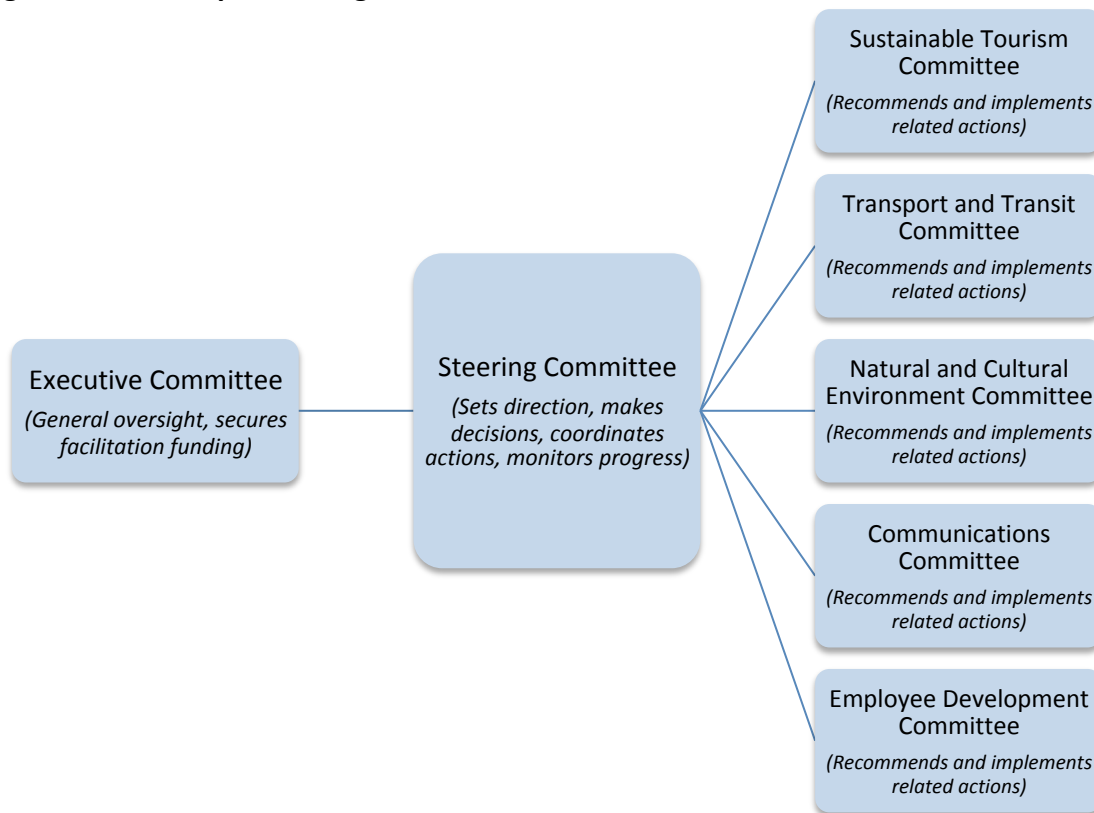 Executive Committee
(General oversight, secures
facilitation funding)
Steering Committee
(Sets direction, makes
decisions, coordinates
actions, monitors progress)
Sustainable Tourism
Committee
(Recommends and implements
related actions)
Transport and Transit
Committee
(Recommends and implements
related actions)
Natural and Cultural
Environment Committee
(Recommends and implements
related actions)
Communications
Committee
(Recommends and implements
related actions)
Employee Development
Committee
(Recommends and implements
related actions)